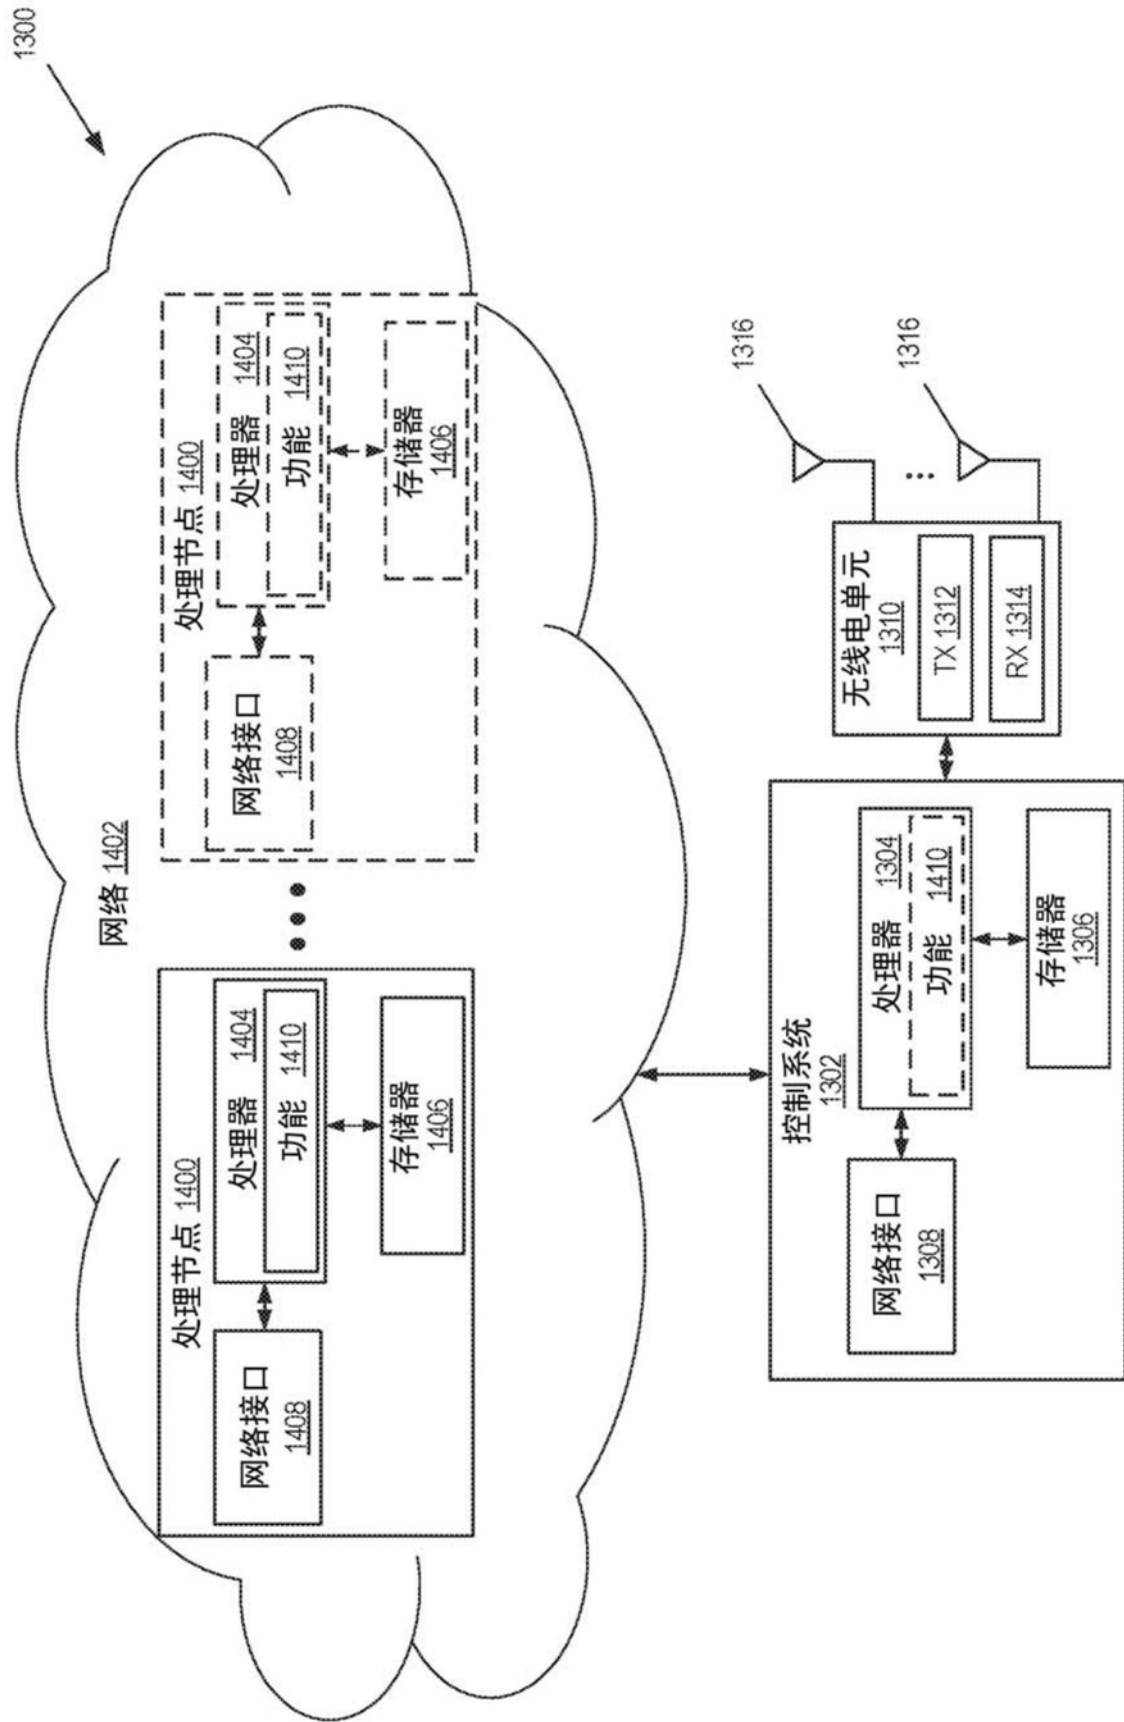 1300
网络 1402
处理节点 1400
处理器 1404
功能 1410
网络接口
1408
存储器
1406
处理节点 1400
处理器 1404
功能 1410
网络接口
1408
存储器
1406
控制系统
1302
网络接口
1308
处理器 1304
功能 1410
存储器
1306
无线电单元
1310
TX 1312
RX 1314
1316
1316